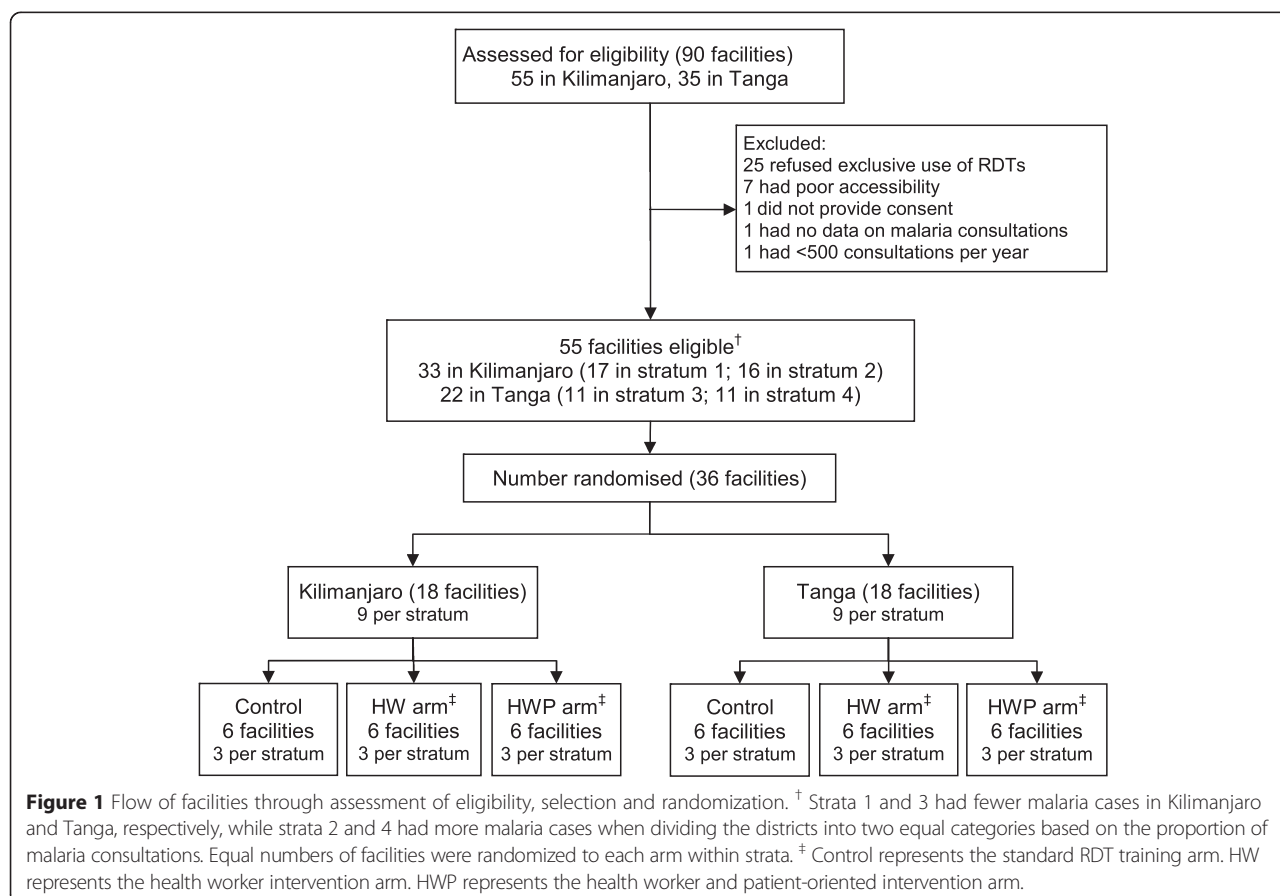 Assessed for eligibility (90 facilities)
55 in Kilimanjaro, 35 in Tanga
Excluded:
25 refused exclusive use of RDTs
7 had poor accessibility
1 did not provide consent
1 had no data on malaria consultations
1 had <500 consultations per year
55 facilities eligible†
33 in Kilimanjaro (17 in stratum 1; 16 in stratum 2)
22 in Tanga (11 in stratum 3; 11 in stratum 4)
Number randomised (36 facilities)
Kilimanjaro (18 facilities)
9 per stratum
Tanga (18 facilities)
9 per stratum
Control
6 facilities
3 per stratum
HW arm‡
6 facilities
3 per stratum
HWP arm‡
6 facilities
3 per stratum
Control
6 facilities
3 per stratum
HW arm‡
6 facilities
3 per stratum
HWP arm‡
6 facilities
3 per stratum
Figure 1 Flow of facilities through assessment of eligibility, selection and randomization. † Strata 1 and 3 had fewer malaria cases in Kilimanjaro
and Tanga, respectively, while strata 2 and 4 had more malaria cases when dividing the districts into two equal categories based on the proportion of
malaria consultations. Equal numbers of facilities were randomized to each arm within strata. ‡ Control represents the standard RDT training arm. HW
represents the health worker intervention arm. HWP represents the health worker and patient-oriented intervention arm.